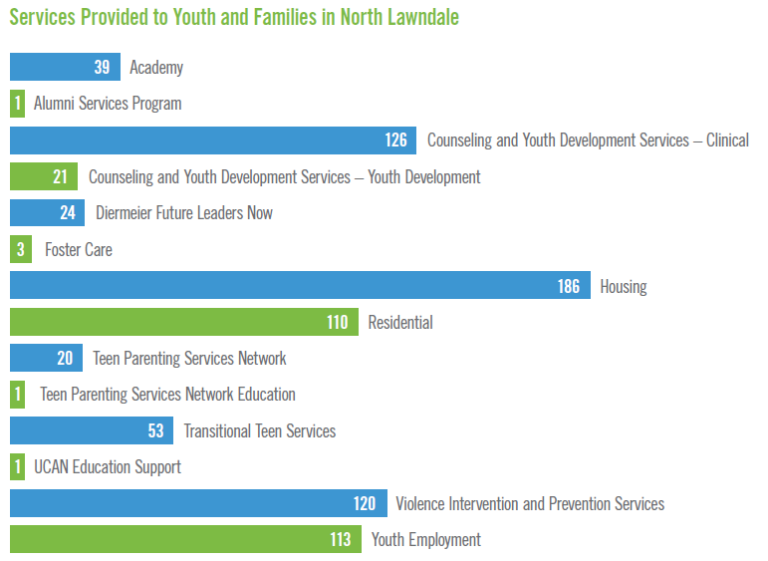 Services Provided to Youth and Families in North Lawndale
39 Academy
1 Alumni Services Program
126 Counseling and Youth Development Services – Clinical
21 Counseling and Youth Development Services – Youth Development
24 Diermeier Future Leaders Now
3 Foster Care
186 Housing
110 Residential
20 Teen Parenting Services Network
1 Teen Parenting Services Network Education
53 Transitional Teen Services
1 UCAN Education Support
120 Violence Intervention and Prevention Services
113 Youth Employment